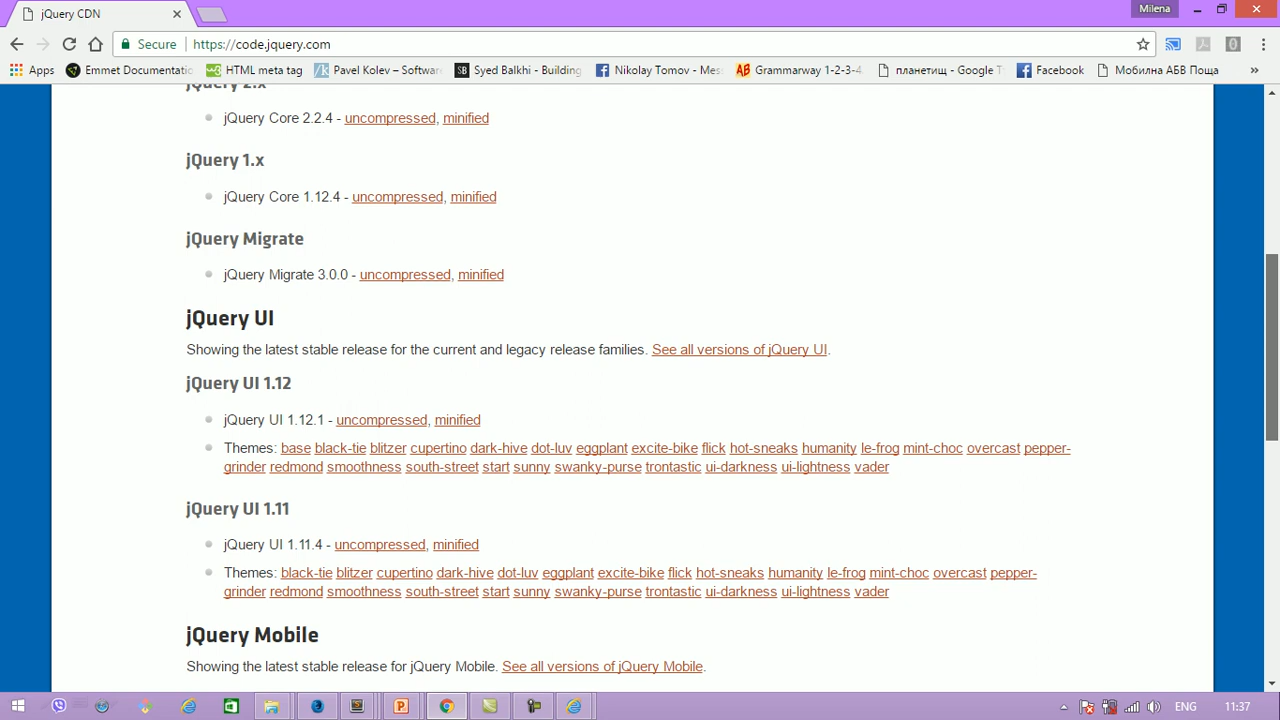 jQuery CDN
Milena
Secure https://code.jquery.com
Apps Emmet Documentatic HTML meta tag Pavel Kolev – Softwar Syed Balkhi - Building Nikolay Tomov - Mes Grammarway 1-2-3-4 планетищ - Google T Facebook Мобилна АБВ Поща »
jQuery 2.x
jQuery Core 2.2.4 - uncompressed, minified
jQuery 1.x
jQuery Core 1.12.4 - uncompressed, minified
jQuery Migrate
jQuery Migrate 3.0.0 - uncompressed, minified
jQuery UI
Showing the latest stable release for the current and legacy release families. See all versions of jQuery UI.
jQuery UI 1.12
jQuery UI 1.12.1 - uncompressed, minified
Themes: base black-tie blitzer cupertino dark-hive dot-luv eggplant excite-bike flick hot-sneaks humanity le-frog mint-choc overcast pepper-
grinder redmond smoothness south-street start sunny swanky-purse trontastic ui-darkness ui-lightness vader
jQuery UI 1.11
jQuery UI 1.11.4 - uncompressed, minified
Themes: black-tie blitzer cupertino dark-hive dot-luv eggplant excite-bike flick hot-sneaks humanity le-frog mint-choc overcast pepper-
grinder redmond smoothness south-street start sunny swanky-purse trontastic ui-darkness ui-lightness vader
jQuery Mobile
Showing the latest stable release for jQuery Mobile. See all versions of jQuery Mobile.
ENG 11:37